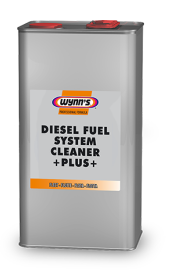 WYNN'S
DIESEL FUEL
SYSTEM
CLEANER
+PLUS+